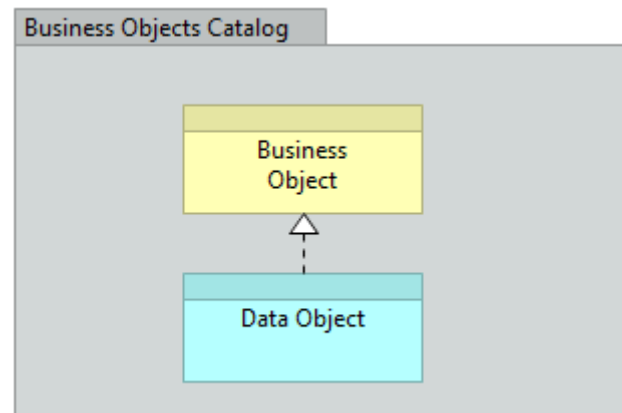 Business Objects Catalog
Business
Object
Data Object